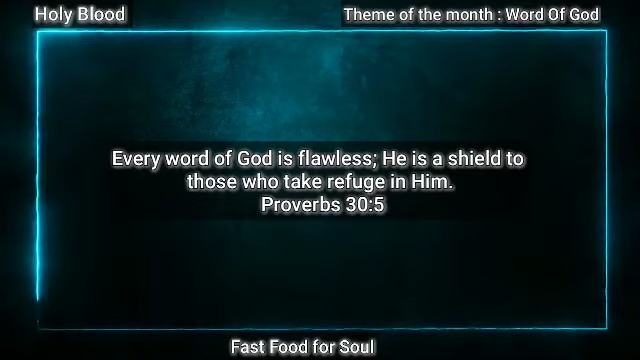 Holy Blood
Theme of the month : Word Of God
Every word of God is flawless; He is a shield to
those who take refuge in Him.
Proverbs 30:5
Fast Food for Soul